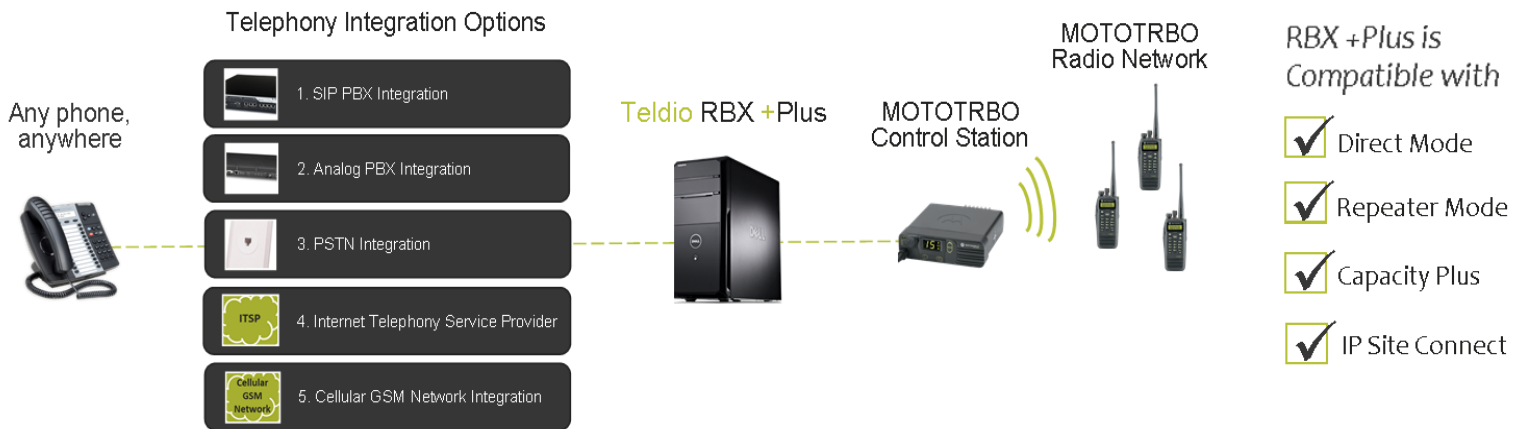 Telephony Integration Options
Any phone,
anywhere
1. SIP PBX Integration
2. Analog PBX Integration
3. PSTN Integration
ITSP
4. Internet Telephony Service Provider
Cellular
GSM
Network
5. Cellular GSM Network Integration
Teldio RBX +Plus
DELL
MOTOTRBO
Control Station
15
MOTOTRBO
Radio Network
RBX +Plus is
Compatible with
Direct Mode
Repeater Mode
Capacity Plus
IP Site Connect